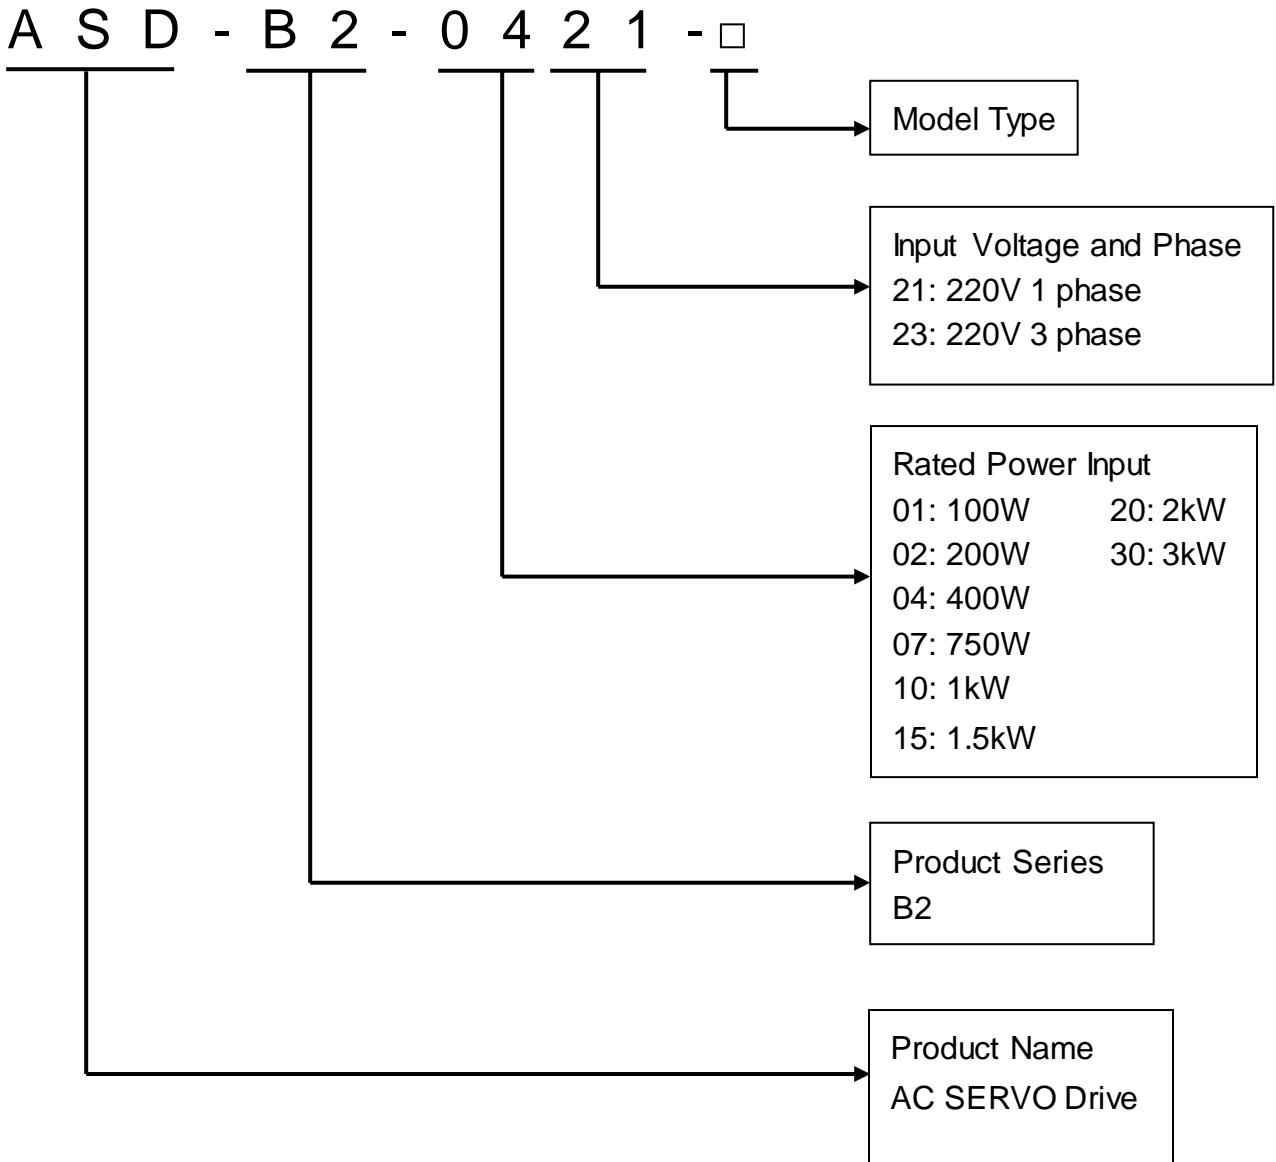 A S D - B 2 - 0 4 2 1 - □
Model Type
Input Voltage and Phase
21: 220V 1 phase
23: 220V 3 phase
Rated Power Input
01: 100W 20: 2kW
02: 200W 30: 3kW
04: 400W
07: 750W
10: 1kW
15: 1.5kW
Product Series
B2
Product Name
AC SERVO Drive